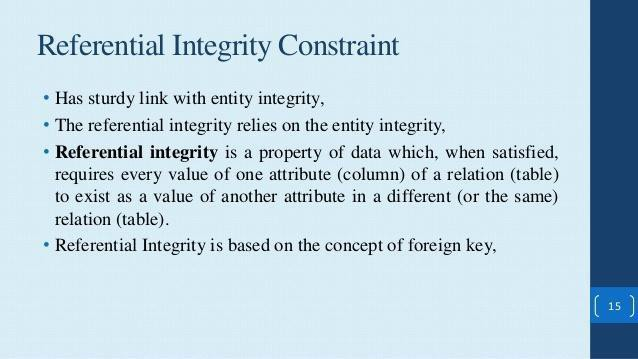 Referential Integrity Constraint
• Has sturdy link with entity integrity,
• The referential integrity relies on the entity integrity,
• Referential integrity is a property of data which, when satisfied,
requires every value of one attribute (column) of a relation (table)
to exist as a value of another attribute in a different (or the same)
relation (table).
• Referential Integrity is based on the concept of foreign key,
15